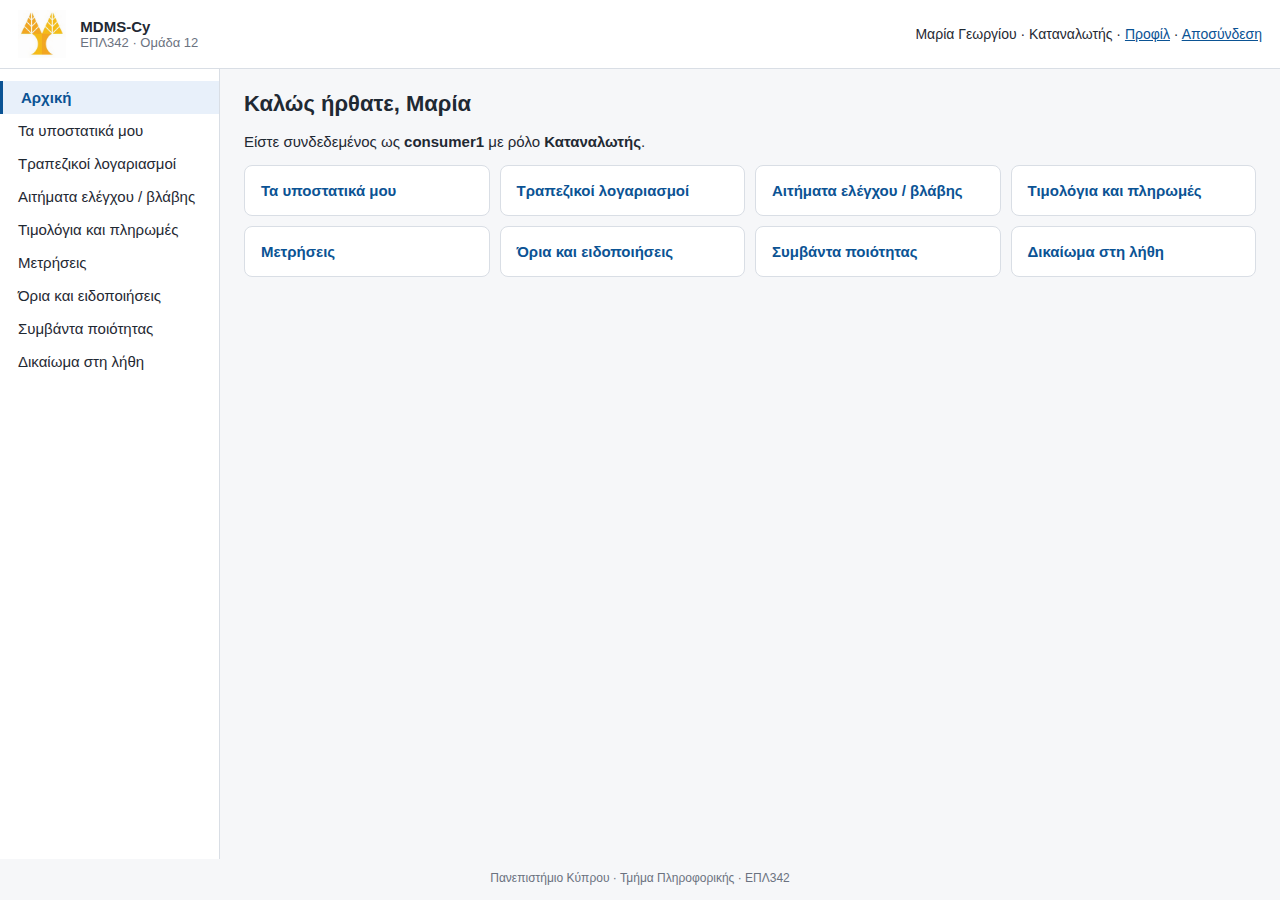 MDMS-Cy
ΕΠΛ342 · Ομάδα 12
Μαρία Γεωργίου · Καταναλωτής · Προφίλ · Αποσύνδεση
Αρχική
Τα υποστατικά μου
Τραπεζικοί λογαριασμοί
Αιτήματα ελέγχου / βλάβης
Τιμολόγια και πληρωμές
Μετρήσεις
Όρια και ειδοποιήσεις
Συμβάντα ποιότητας
Δικαίωμα στη λήθη
Καλώς ήρθατε, Μαρία
Είστε συνδεδεμένος ως consumer1 με ρόλο Καταναλωτής.
Τα υποστατικά μου
Τραπεζικοί λογαριασμοί
Αιτήματα ελέγχου / βλάβης
Τιμολόγια και πληρωμές
Μετρήσεις
Όρια και ειδοποιήσεις
Συμβάντα ποιότητας
Δικαίωμα στη λήθη
Πανεπιστήμιο Κύπρου · Τμήμα Πληροφορικής · ΕΠΛ342